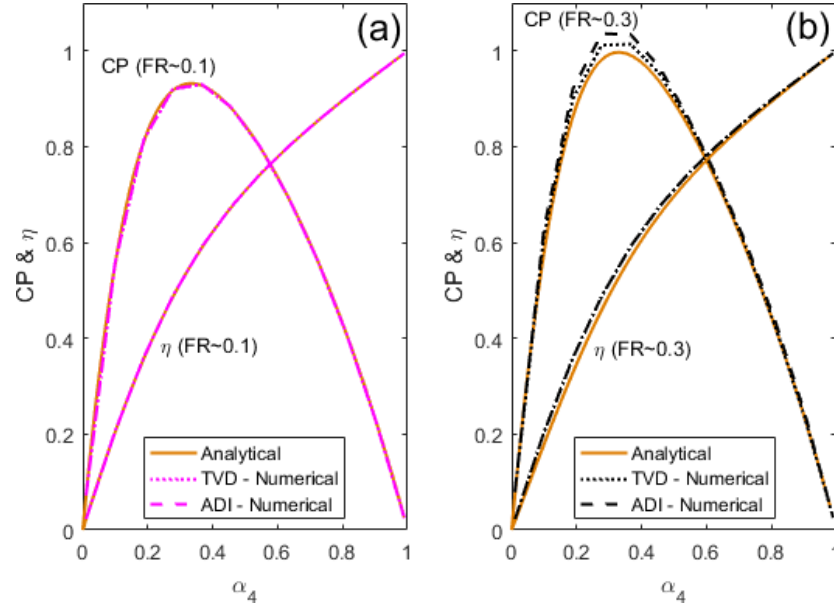 (a)
CP (FR~0.1)
η (FR~0.1)
CP & η
1
0.8
0.6
0.4
0.2
0
0
0.2
0.4
0.6
0.8
1
α4
Analytical
TVD - Numerical
ADI - Numerical
CP (FR~0.3)
(b)
η (FR~0.3)
CP & η
1
0.8
0.6
0.4
0.2
0
0
0.2
0.4
0.6
0.8
1
α4
Analytical
TVD - Numerical
ADI - Numerical